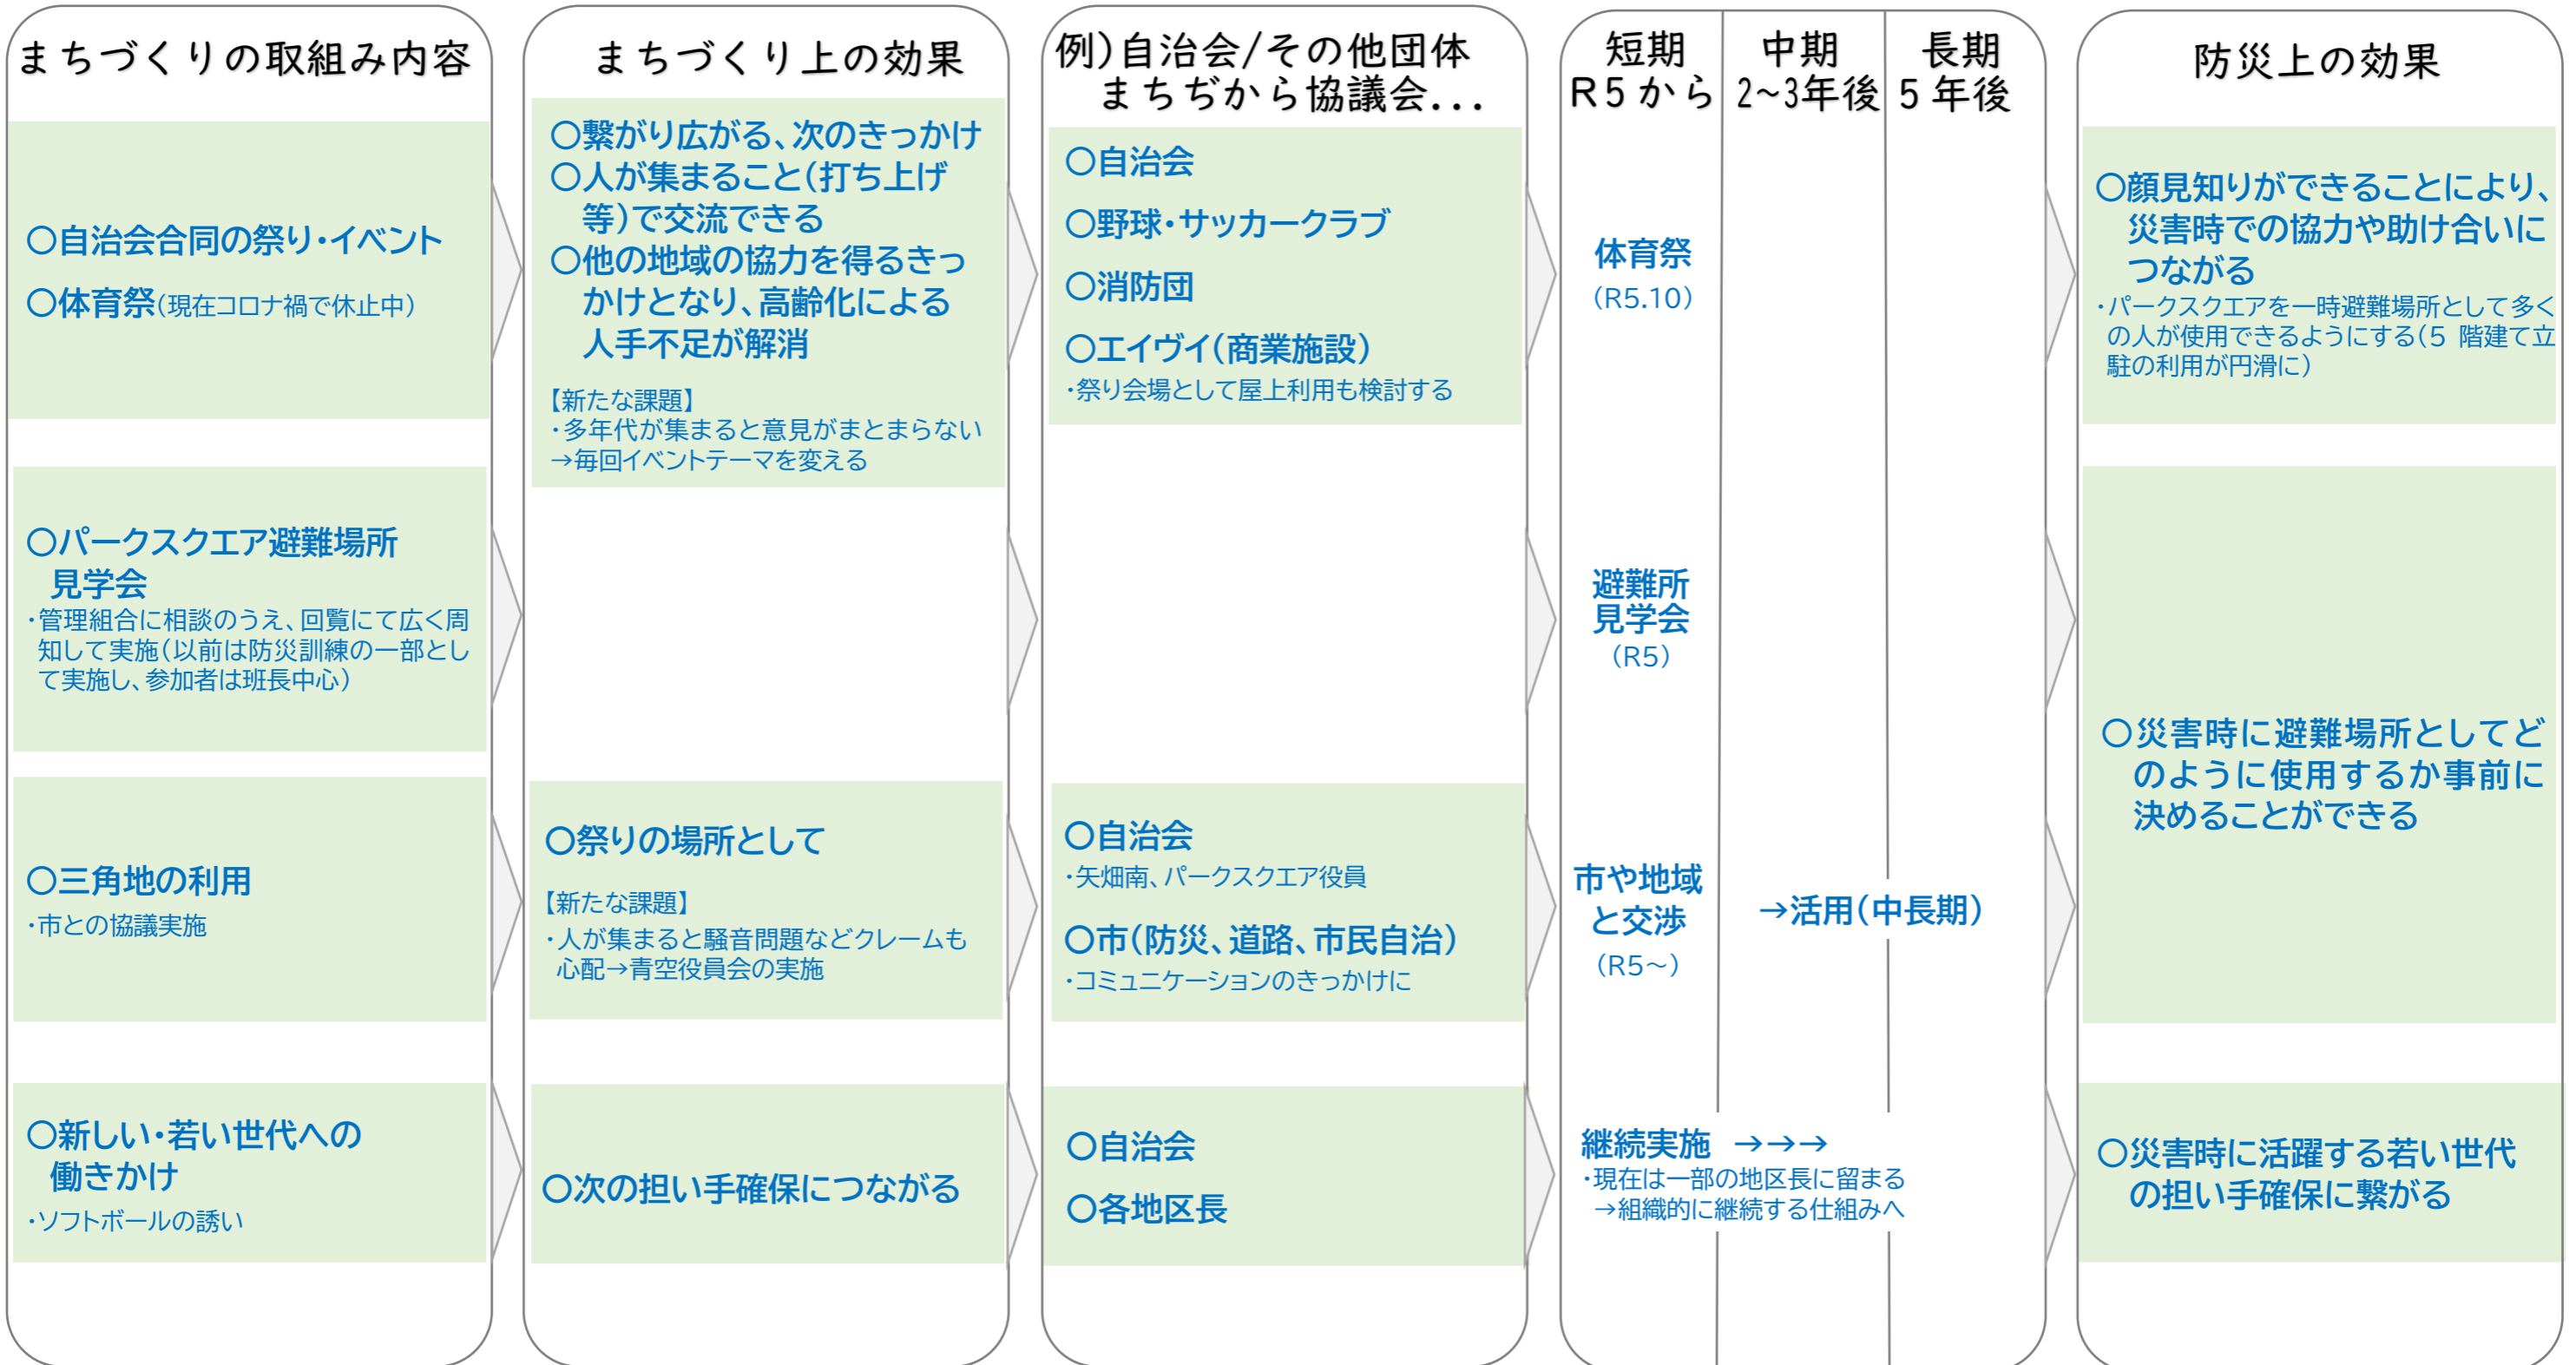 まちづくりの取組み内容
〇自治会合同の祭り・イベント
〇体育祭(現在コロナ禍で休止中)
〇パークスクエア避難場所
見学会
・管理組合に相談のうえ、回覧にて広く周
知して実施(以前は防災訓練の一部とし
て実施し、参加者は班長中心)
〇三角地の利用
・市との協議実施
〇新しい・若い世代への
働きかけ
・ソフトボールの誘い
まちづくり上の効果
〇繋がり広がる、次のきっかけ
〇人が集まること(打ち上げ
等)で交流できる
〇他の地域の協力を得るきっ
かけとなり、高齢化による
人手不足が解消
【新たな課題】
・多年代が集まると意見がまとまらない
→毎回イベントテーマを変える
〇祭りの場所として
【新たな課題】
・人が集まると騒音問題などクレームも
心配→青空役員会の実施
〇次の担い手確保につながる
例)自治会/その他団体
まちぢから協議会...
〇自治会
〇野球・サッカークラブ
〇消防団
〇エイヴイ(商業施設)
・祭り会場として屋上利用も検討する
〇自治会
・矢畑南、パークスクエア役員
〇市(防災、道路、市民自治)
・コミュニケーションのきっかけに
〇自治会
〇各地区長
短期
R5から
中期
2~3年後
長期
5年後
体育祭
(R5.10)
避難所
見学会
(R5)
市や地域
と交渉
(R5~)
→活用(中長期)
継続実施 →→→
・現在は一部の地区長に留まる
→組織的に継続する仕組みへ
防災上の効果
〇顔見知りができることにより、
災害時での協力や助け合いに
つながる
・パークスクエアを一時避難場所として多く
の人が使用できるようにする(5 階建て立
駐の利用が円滑に)
〇災害時に避難場所としてど
のように使用するか事前に
決めることができる
〇災害時に活躍する若い世代
の担い手確保に繋がる